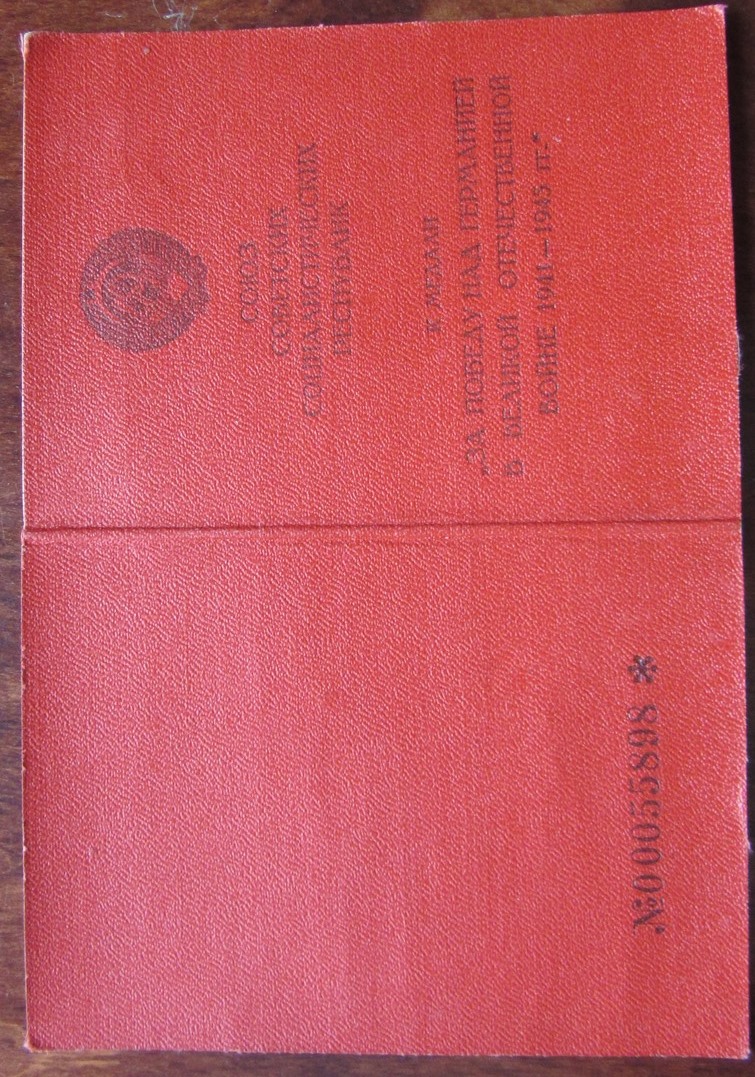 СОЮЗ
СОВЕТСКИХ
СОЦИАЛИСТИЧЕСКИХ
РЕСПУБЛИК
К МЕДАЛИ
„ЗА ПОБЕДУ НАД ГЕРМАНИЕЙ
В ВЕЛИКОЙ ОТЕЧЕСТВЕННОЙ
ВОЙНЕ 1941—1945 гг.“
№00055898 *